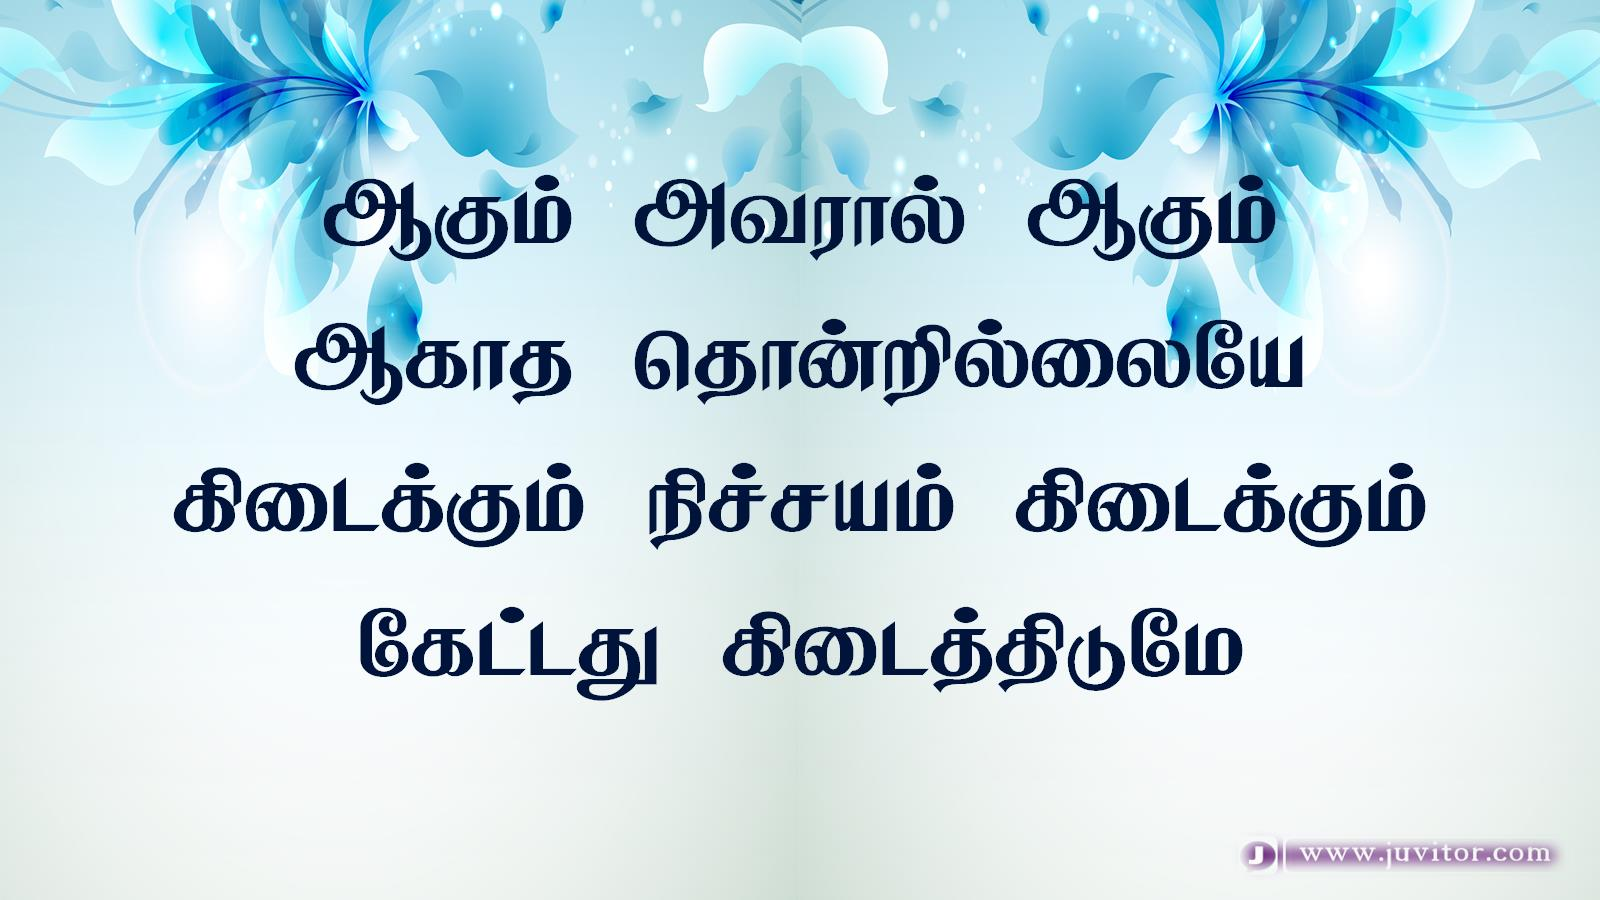 ஆகும் அவரால் ஆகும்
ஆகாத தொன்றில்லையே
கிடைக்கும் நிச்சயம் கிடைக்கும்
கேட்டது கிடைத்திடுமே
J www.juvitor.com